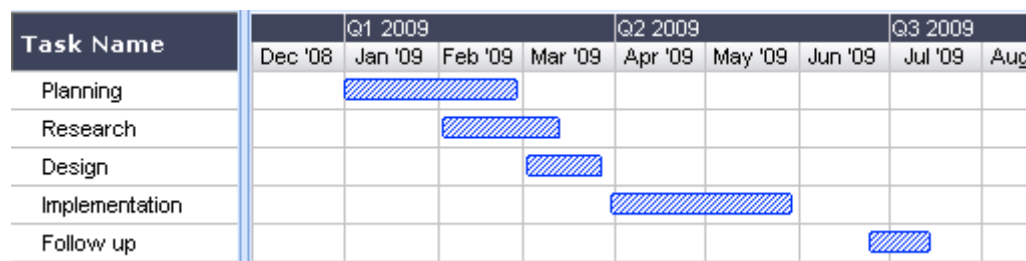 Task Name
Q1 2009 Q2 2009 Q3 2009
Dec '08 Jan '09 Feb '09 Mar '09 Apr '09 May '09 Jun '09 Jul '09 Aug
Planning
Research
Design
Implementation
Follow up